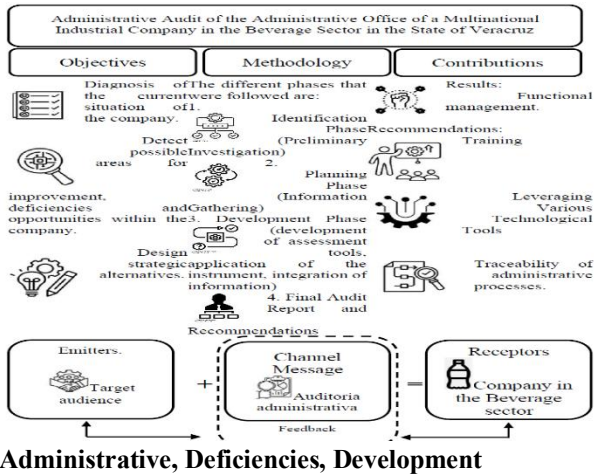 Administrative Audit of the Administrative Office of a Multinational
Industrial Company in the Beverage Sector in the State of Veracruz
Objectives
Methodology
Contributions
Diagnosis of
the current
situation of
the company.
Detect
possible
areas for
improvement,
deficiencies and
opportunities within the
company.
Design
strategic
alternatives.
The different phases that
were followed are:
1.
Identification
Phase
(Preliminary
Investigation)
2.
Planning
Phase
(Information
Gathering)
3. Development Phase
(development
of assessment
tools,
application of the
instrument, integration of
information)
4. Final Audit
Report and
Recommendations
Results:
Functional
management.
Recommendations:
Training
Leveraging
Various
Technological
Tools
Traceability of
administrative
processes.
Emitters.
Target
audience
+
Channel
Message
Auditoria
administrativa
Feedback
=
Receptors
Company in
the Beverage
sector
Administrative, Deficiencies, Development